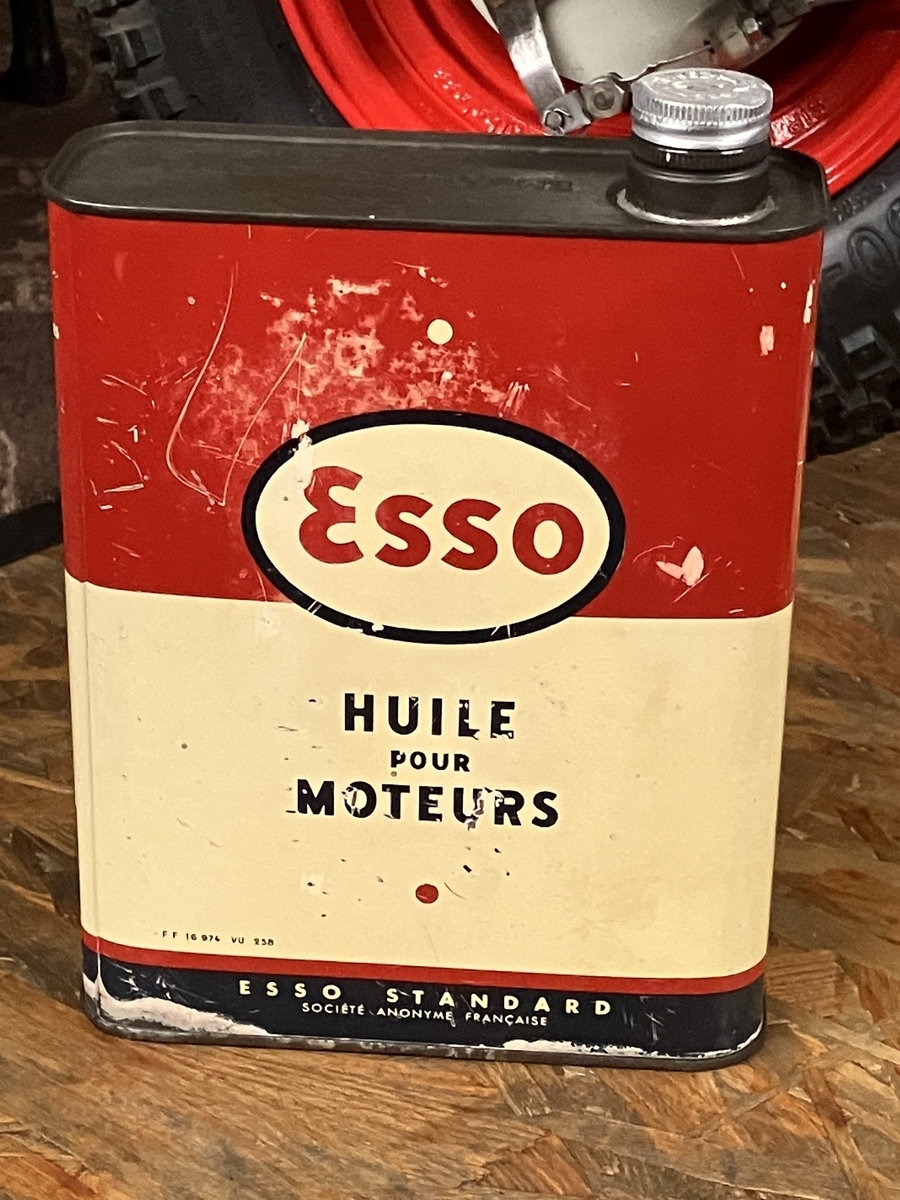 Esso
HUILE
POUR
MOTEURS
FF 16 974 VU 258
ESSO STANDARD
SOCIÉTÉ ANONYME FRANÇAISE